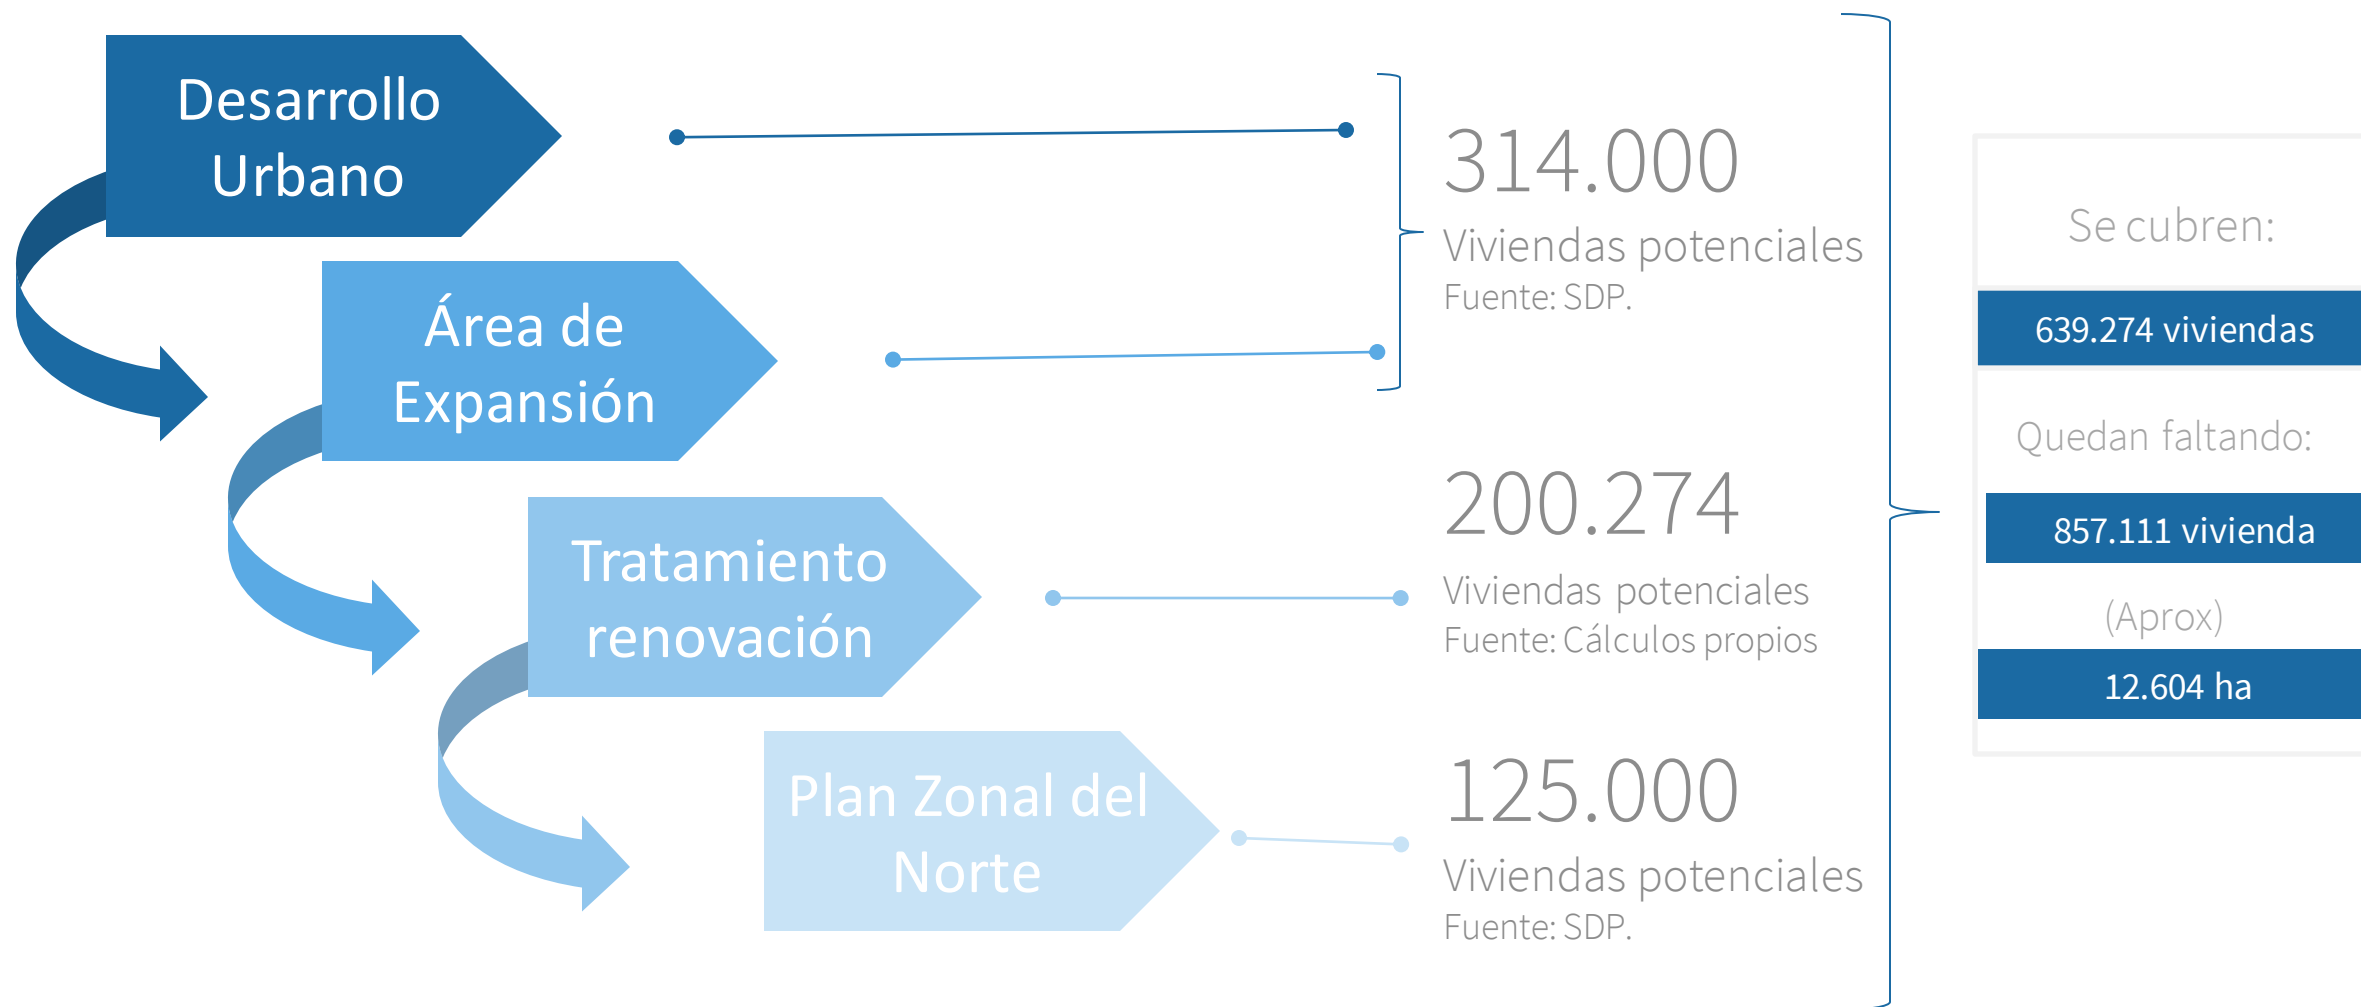 Desarrollo
Urbano
Área de
Expansión
Tratamiento
renovación
Plan Zonal del
Norte
314.000
Viviendas potenciales
Fuente: SDP.
200.274
Viviendas potenciales
Fuente: Cálculos propios
125.000
Viviendas potenciales
Fuente: SDP.
Se cubren:
639.274 viviendas
Quedan faltando:
857.111 vivienda
(Aprox)
12.604 ha